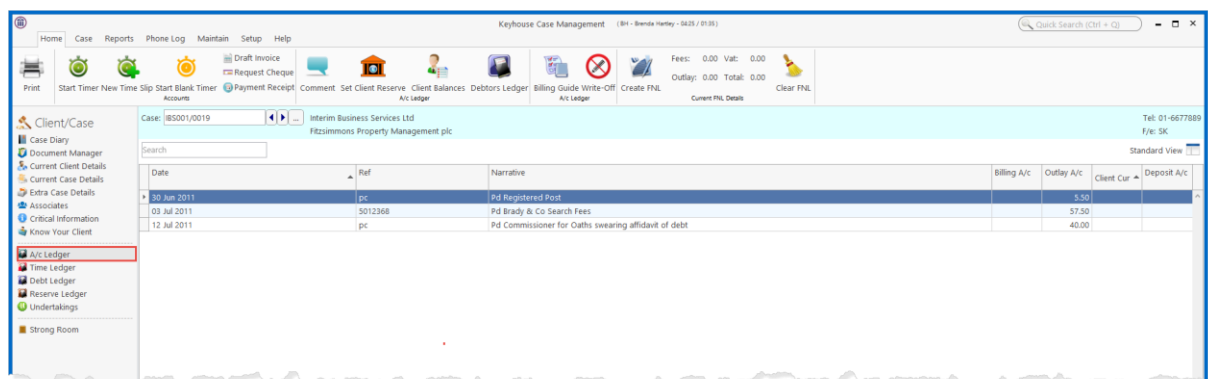 Keyhouse Case Management (BH - Brenda Hartley - 0425 / 01:35)
Quick Search (Ctrl + Q)
Home Case Reports Phone Log Maintain Setup Help
Print
Start Timer
New Time Slip
Start Blank Timer
Draft Invoice
Request Cheque
Payment Receipt
Accounts
Comment
Set Client Reserve
Client Balances
Debtors Ledger
A/c Ledger
Billing Guide
Write-Off
A/c Ledger
Create FNL
Fees: 0.00 Vat: 0.00
Outlay: 0.00 Total: 0.00
Clear FNL
Current FNL Details
Client/Case
Case Diary
Document Manager
Current Client Details
Current Case Details
Extra Case Details
Associates
Critical Information
Know Your Client
A/c Ledger
Time Ledger
Debt Ledger
Reserve Ledger
Undertakings
Strong Room
Case: IBS001/0019 ... Interim Business Services Ltd Tel: 01-6677889
Fitzsimmons Property Management plc F/e: SK
Search
Standard View
Date Ref Narrative Billing A/c Outlay A/c Client Cur Deposit A/c
30 Jun 2011 pc Pd Registered Post 5.50
03 Jul 2011 5012368 Pd Brady & Co Search Fees 57.50
12 Jul 2011 pc Pd Commissioner for Oaths swearing affidavit of debt 40.00